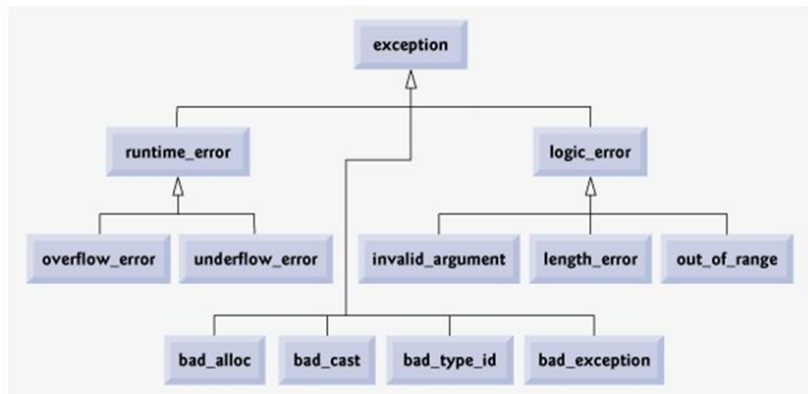 exception
runtime_error
logic_error
overflow_error
underflow_error
invalid_argument
length_error
out_of_range
bad_alloc
bad_cast
bad_type_id
bad_exception